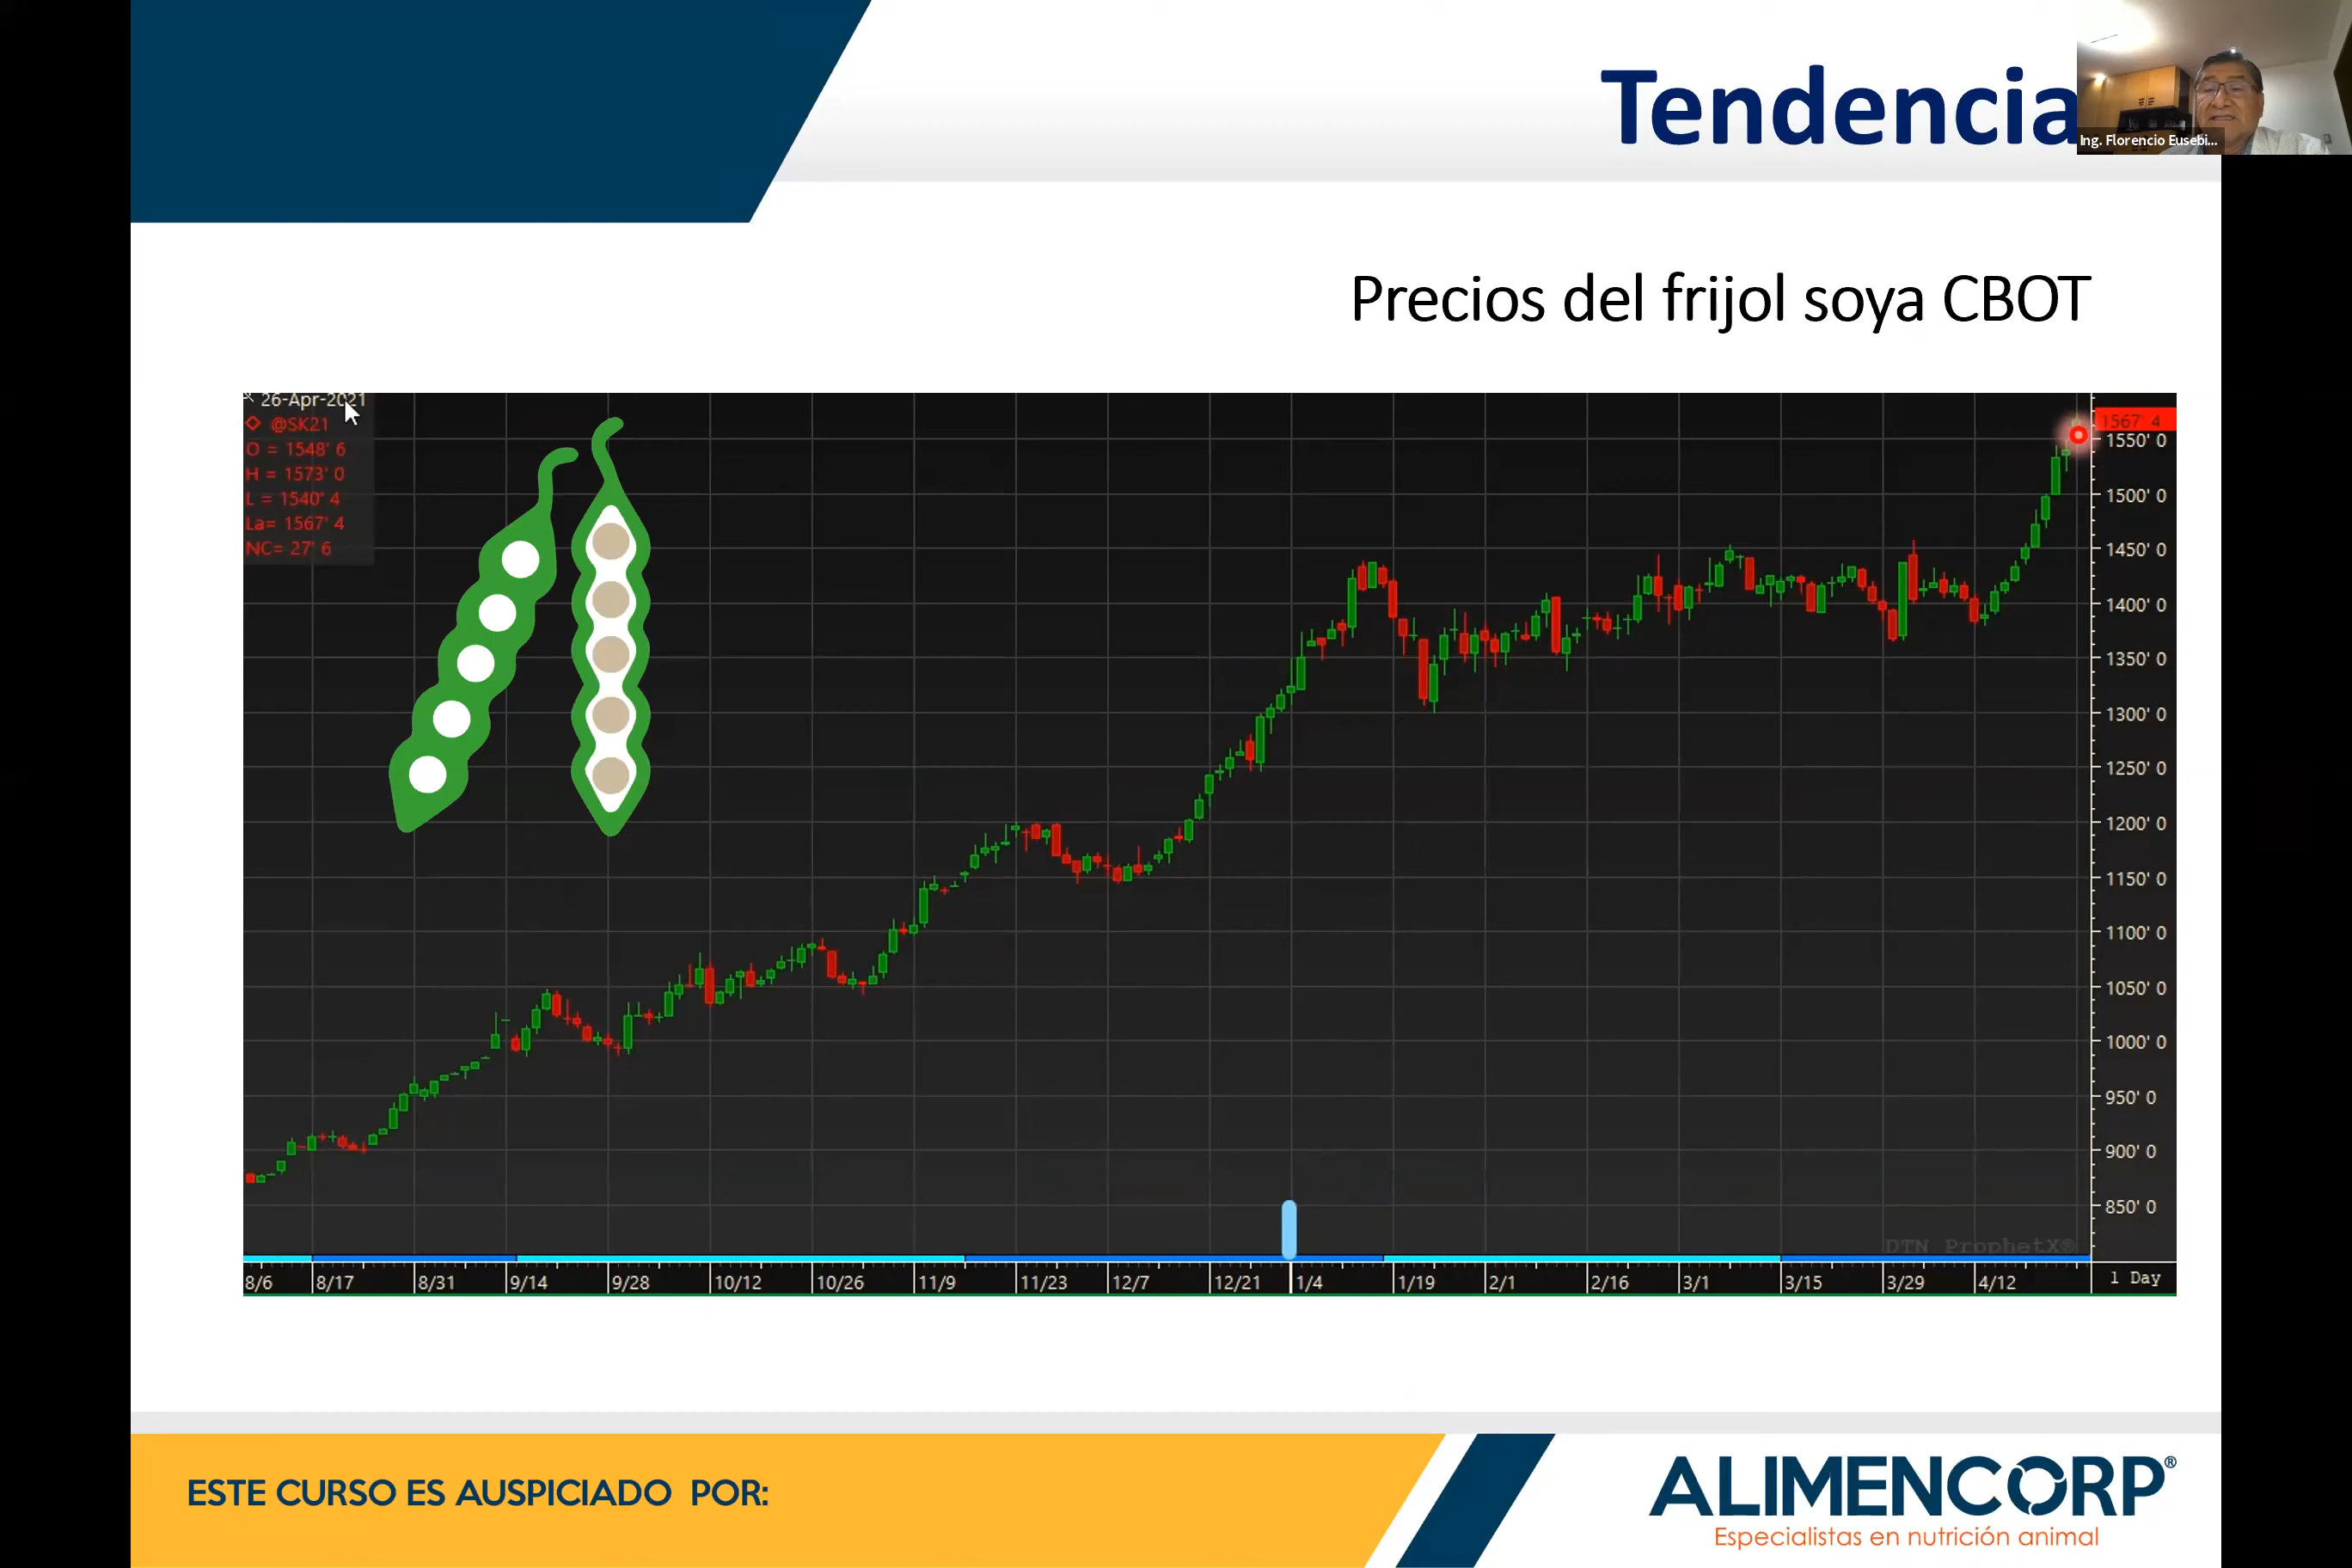 Tendencia
Ing. Florencio Eusebi...
Precios del frijol soya CBOT
26-Apr-2021
@SK21
O = 1548' 6
H = 1573' 0
L = 1540' 4
La= 1567' 4
NC= 27' 6
1567' 4
1550' 0
1500' 0
1450' 0
1400' 0
1350' 0
1300' 0
1250' 0
1200' 0
1150' 0
1100' 0
1050' 0
1000' 0
950' 0
900' 0
850' 0
DTN ProphetX®
8/6 8/17 8/31 9/14 9/28 10/12 10/26 11/9 11/23 12/7 12/21 1/4 1/19 2/1 2/16 3/1 3/15 3/29 4/12 1 Day
ESTE CURSO ES AUSPICIADO POR:
ALIMENCORP®
Especialistas en nutrición animal